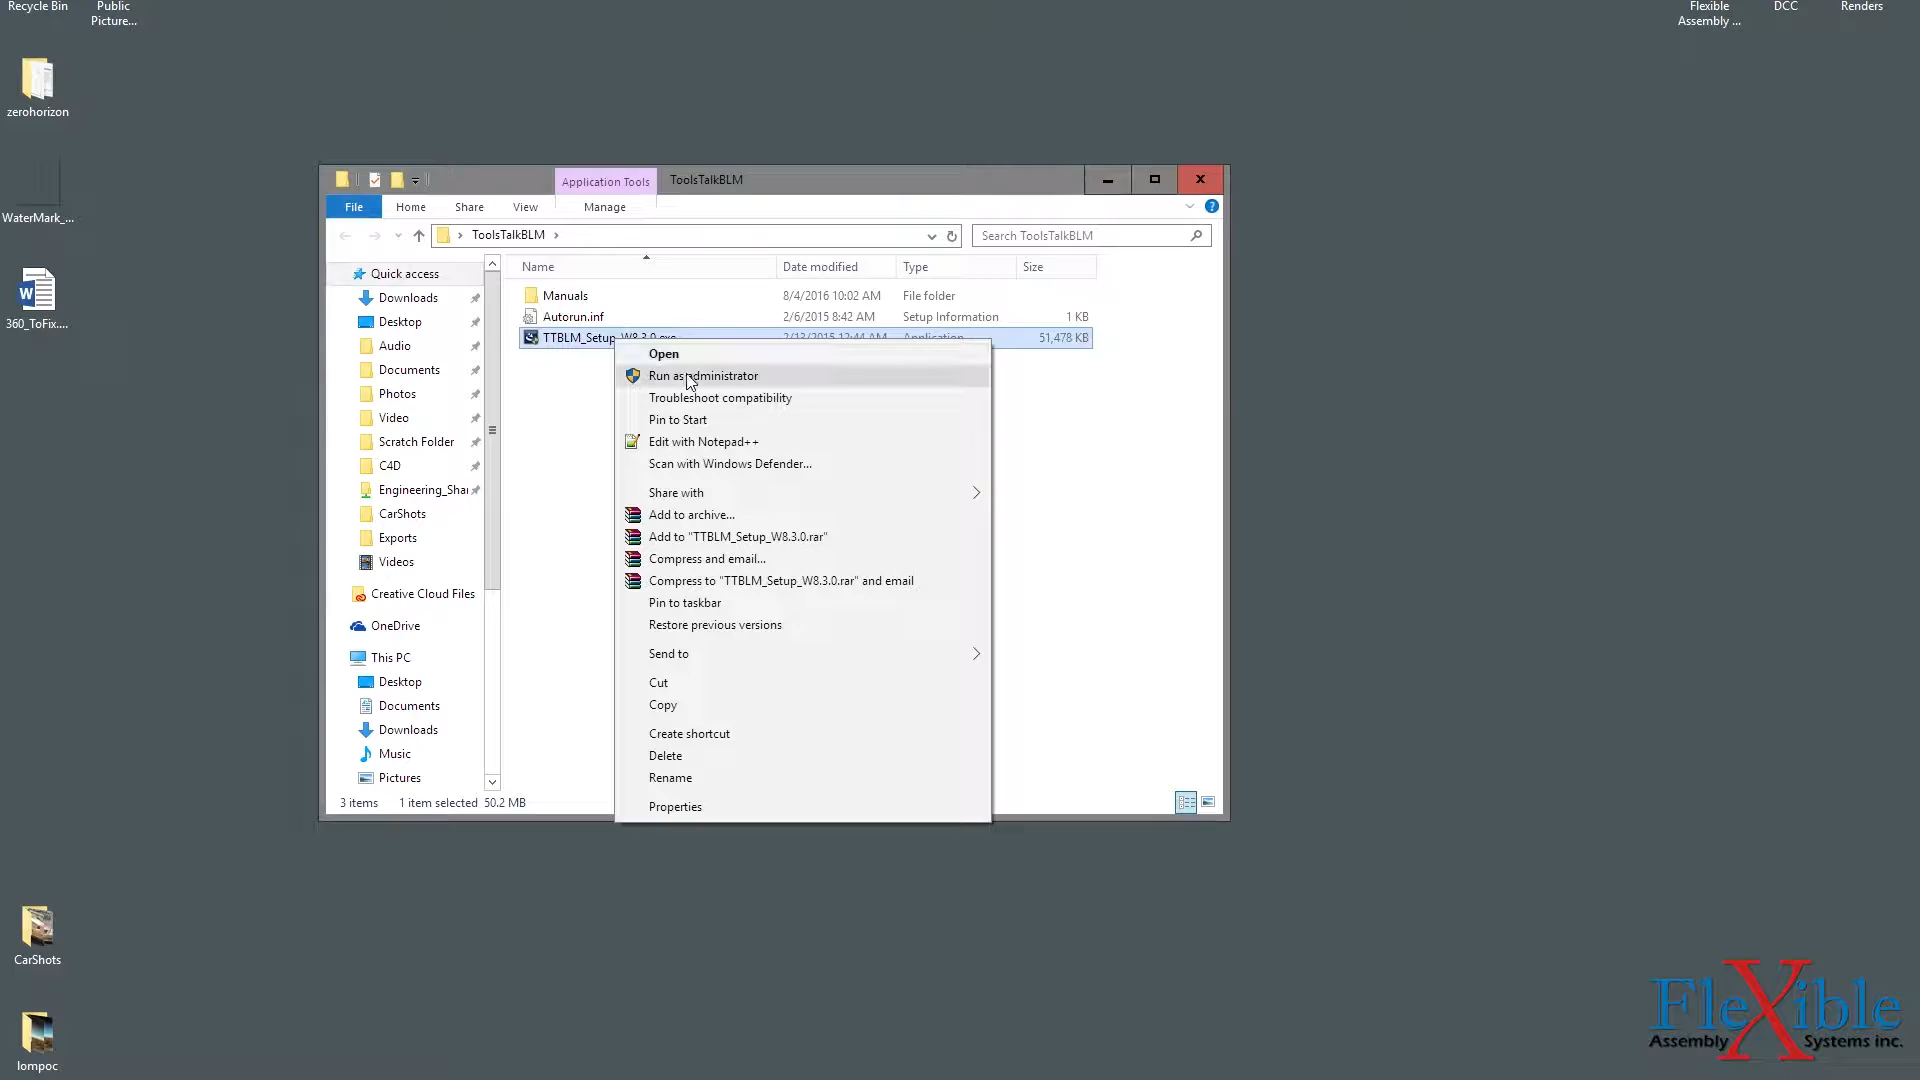 Recycle Bin
Public
Picture...
Flexible
Assembly ...
DCC
Renders
zerohorizon
WaterMark_...
360_ToFix....
CarShots
lompoc
Application Tools
ToolsTalkBLM
File
Home
Share
View
Manage
ToolsTalkBLM
Search ToolsTalkBLM
Quick access
Downloads
Desktop
Audio
Documents
Photos
Video
Scratch Folder
C4D
Engineering_Shar
CarShots
Exports
Videos
Creative Cloud Files
OneDrive
This PC
Desktop
Documents
Downloads
Music
Pictures
Name
Date modified
Type
Size
Manuals
8/4/2016 10:02 AM
File folder
Autorun.inf
2/6/2015 8:42 AM
Setup Information
1 KB
TTBLM_Setup_W8.3.0.exe
2/13/2015 12:44 AM
Application
51,478 KB
Open
Run as administrator
Troubleshoot compatibility
Pin to Start
Edit with Notepad++
Scan with Windows Defender...
Share with
Add to archive...
Add to "TTBLM_Setup_W8.3.0.rar"
Compress and email...
Compress to "TTBLM_Setup_W8.3.0.rar" and email
Pin to taskbar
Restore previous versions
Send to
Cut
Copy
Create shortcut
Delete
Rename
Properties
3 items
1 item selected
50.2 MB
FleXible
Assembly Systems inc.